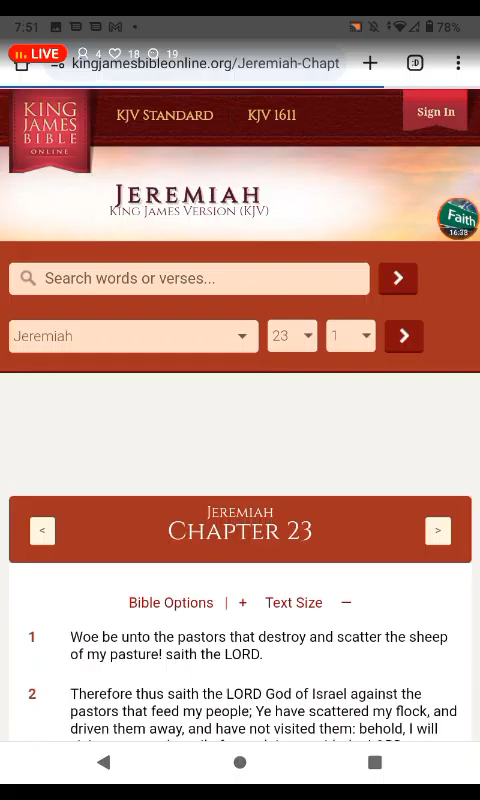 7:51 78%
LIVE 4 18 19
kingjamesbibleonline.org/Jeremiah-Chapt
:D
KING JAMES BIBLE ONLINE
KJV STANDARD KJV 1611
Sign In
JEREMIAH
KING JAMES VERSION (KJV)
Faith
16:38
Search words or verses...
>
Jeremiah 23 1 >
JEREMIAH
< CHAPTER 23 >
Bible Options | + Text Size −
1 Woe be unto the pastors that destroy and scatter the sheep
of my pasture! saith the LORD.
2 Therefore thus saith the LORD God of Israel against the
pastors that feed my people; Ye have scattered my flock, and
driven them away, and have not visited them: behold, I will